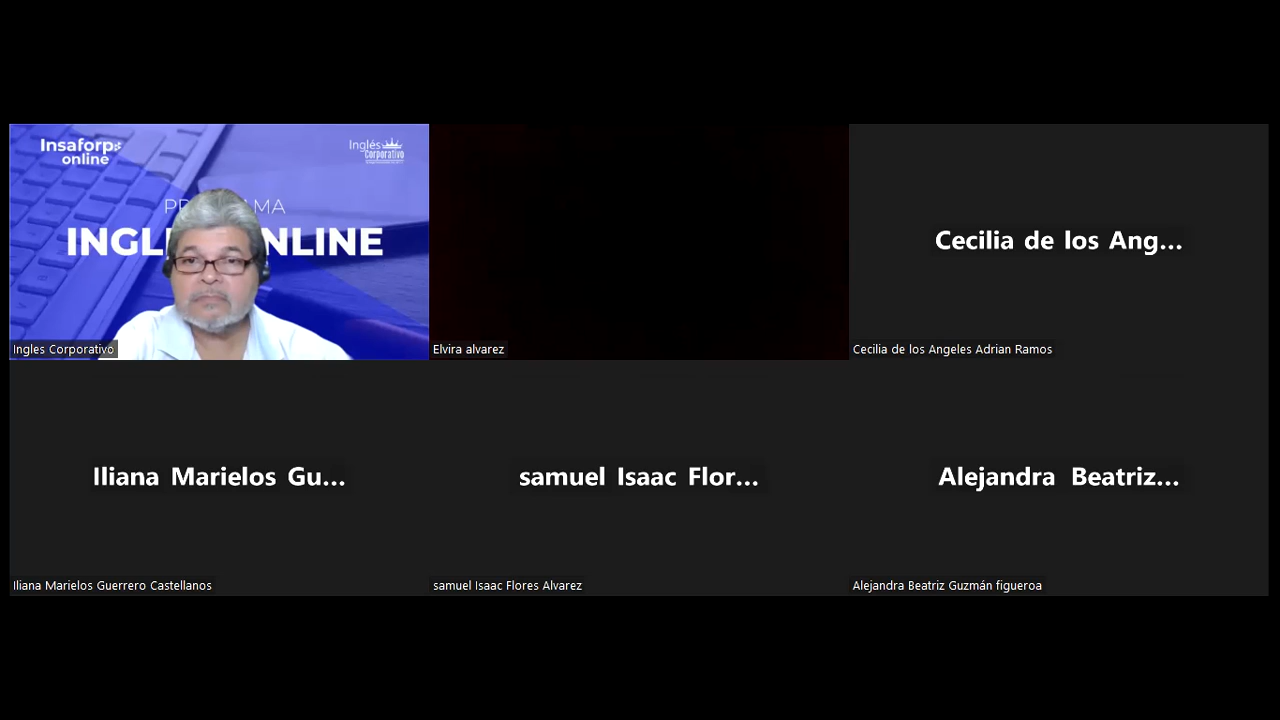 Insaforp
online
Inglés
Corporativo
INGL NLINE
Ingles Corporativo
Elvira alvarez
Cecilia de los Ang...
Cecilia de los Angeles Adrian Ramos
Iliana Marielos Gu...
Iliana Marielos Guerrero Castellanos
samuel Isaac Flor...
samuel Isaac Flores Alvarez
Alejandra Beatriz...
Alejandra Beatriz Guzmán figueroa